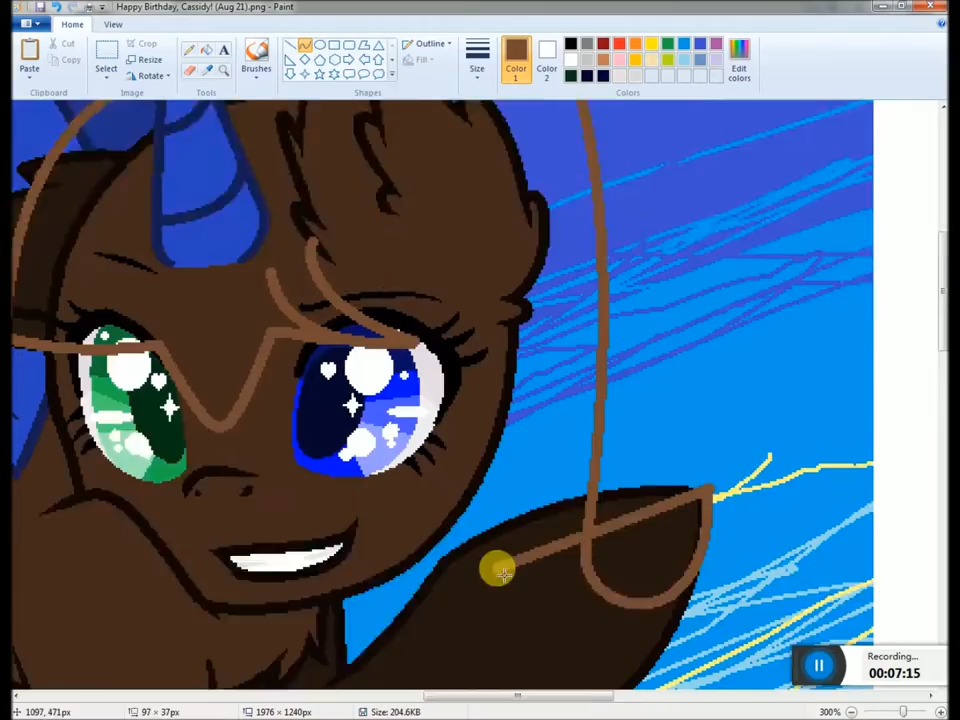 Happy Birthday, Cassidy! (Aug 21).png - Paint
Home
View
Paste
Cut
Copy
Clipboard
Select
Crop
Resize
Rotate
Image
A
Tools
Brushes
Outline
Fill
Shapes
Size
Color
1
Color
2
Edit
colors
Colors
Recording...
00:07:15
1097, 471px
97 × 37px
1976 × 1240px
Size: 204.6KB
300%